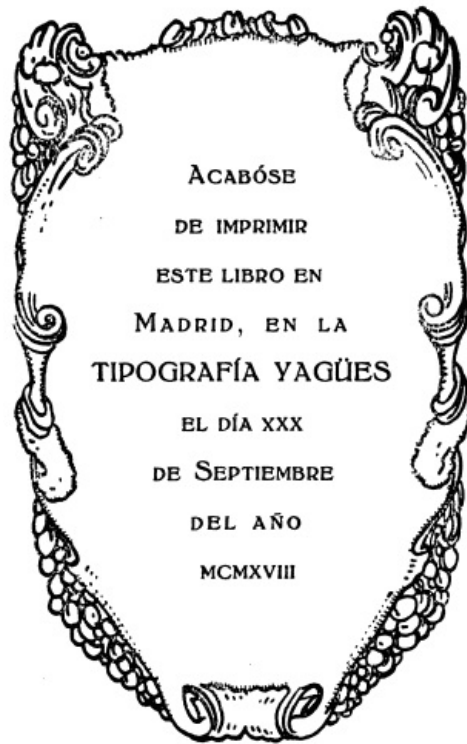 Acabóse
de imprimir
este libro en
Madrid, en la
TIPOGRAFÍA YAGÜES
el día xxx
de Septiembre
del año
MCMXVIII